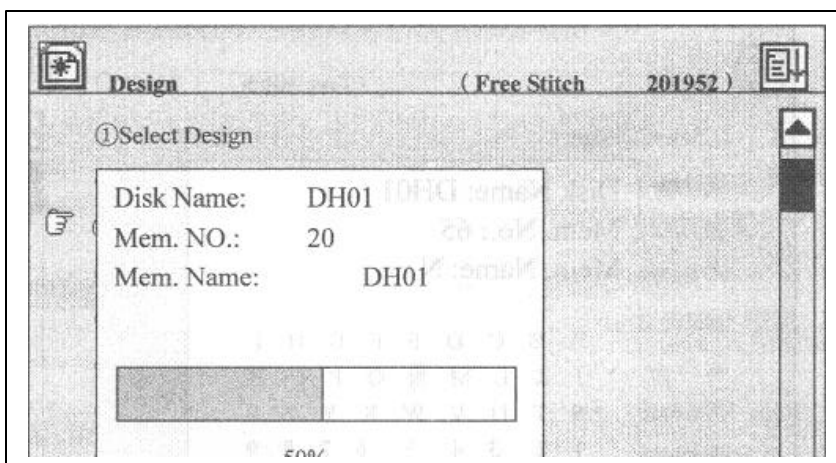 Design ( Free Stitch 201952 )
①Select Design
Disk Name: DH01
Mem. NO.: 20
Mem. Name: DH01
50%